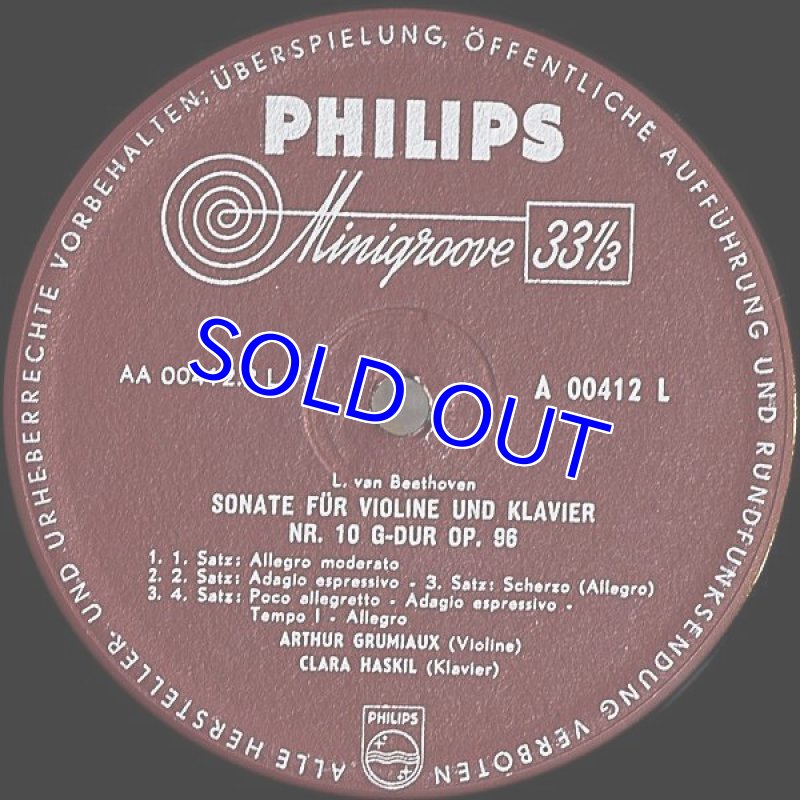 ALLE HERSTELLER- UND URHEBERRECHTE VORBEHALTEN; ÜBERSPIELUNG, ÖFFENTLICHE AUFFÜHRUNG UND RUNDFUNKSENDUNG VERBOTEN
PHILIPS
Minigroove 33⅓
A 00412 L
SOLD OUT
L. van Beethoven
SONATE FÜR VIOLINE UND KLAVIER
NR. 10 G-DUR OP. 96
1. 1. Satz: Allegro moderato
2. 2. Satz: Adagio espressivo - 3. Satz: Scherzo (Allegro)
3. 4. Satz: Poco allegretto - Adagio espressivo -
Tempo I - Allegro
ARTHUR GRUMIAUX (Violine)
CLARA HASKIL (Klavier)
PHILIPS